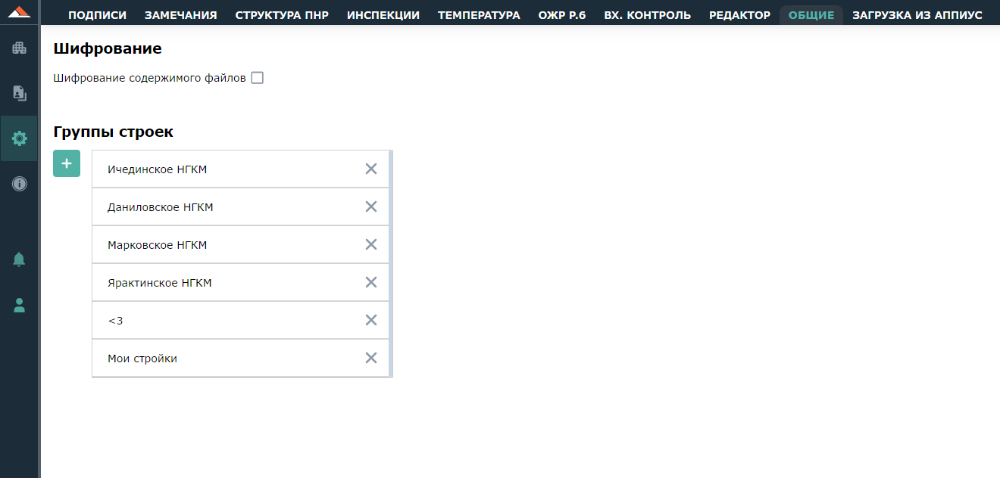 ПОДПИСИ ЗАМЕЧАНИЯ СТРУКТУРА ПНР ИНСПЕКЦИИ ТЕМПЕРАТУРА ОЖР Р.6 ВХ. КОНТРОЛЬ РЕДАКТОР ОБЩИЕ ЗАГРУЗКА ИЗ АППИУС
Шифрование
Шифрование содержимого файлов
Группы строек
Ичединское НГКМ
Даниловское НГКМ
Марковское НГКМ
Ярактинское НГКМ
<3
Мои стройки